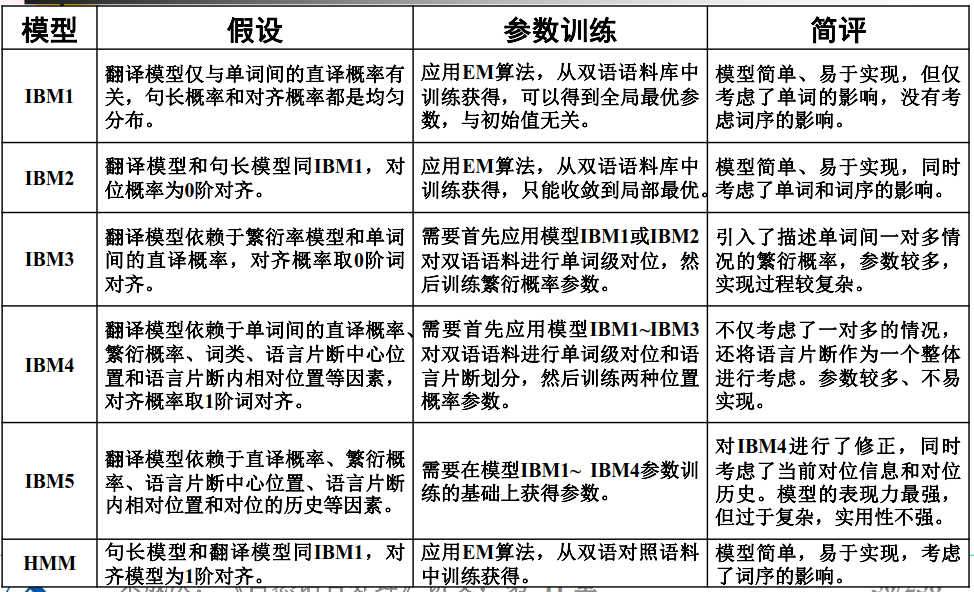 模型 假设 参数训练 简评
IBM1
翻译模型仅与单词间的直译概率有
关，句长概率和对齐概率都是均匀
分布。
应用EM算法，从双语语料库中
训练获得，可以得到全局最优参
数，与初始值无关。
模型简单、易于实现，但仅
考虑了单词的影响，没有考
虑词序的影响。
IBM2
翻译模型和句长模型同IBM1，对
位概率为0阶对齐。
应用EM算法，从双语语料库中
训练获得，只能收敛到局部最优。
模型简单、易于实现，同时
考虑了单词和词序的影响。
IBM3
翻译模型依赖于繁衍率模型和单词
间的直译概率，对齐概率取0阶词
对齐。
需要首先应用模型IBM1或IBM2
对双语语料进行单词级对位，然
后训练繁衍概率参数。
引入了描述单词间一对多情
况的繁衍概率，参数较多，
实现过程较复杂。
IBM4
翻译模型依赖于单词间的直译概率、
繁衍概率、词类、语言片断中心位
置和语言片断内相对位置等因素，
对齐概率取1阶词对齐。
需要首先应用模型IBM1~IBM3
对双语语料进行单词级对位和语
言片断划分，然后训练两种位置
概率参数。
不仅考虑了一对多的情况，
还将语言片断作为一个整体
进行考虑。参数较多、不易
实现。
IBM5
翻译模型依赖于直译概率、繁衍概
率、语言片断中心位置、语言片断
内相对位置和对位的历史等因素。
需要在模型IBM1~ IBM4参数训
练的基础上获得参数。
对IBM4进行了修正，同时
考虑了当前对位信息和对位
历史。模型的表现力最强，
但过于复杂，实用性不强。
HMM
句长模型和翻译模型同IBM1，对
齐模型为1阶对齐。
应用EM算法，从双语对照语料
中训练获得。
模型简单，易于实现，考虑
了词序的影响。